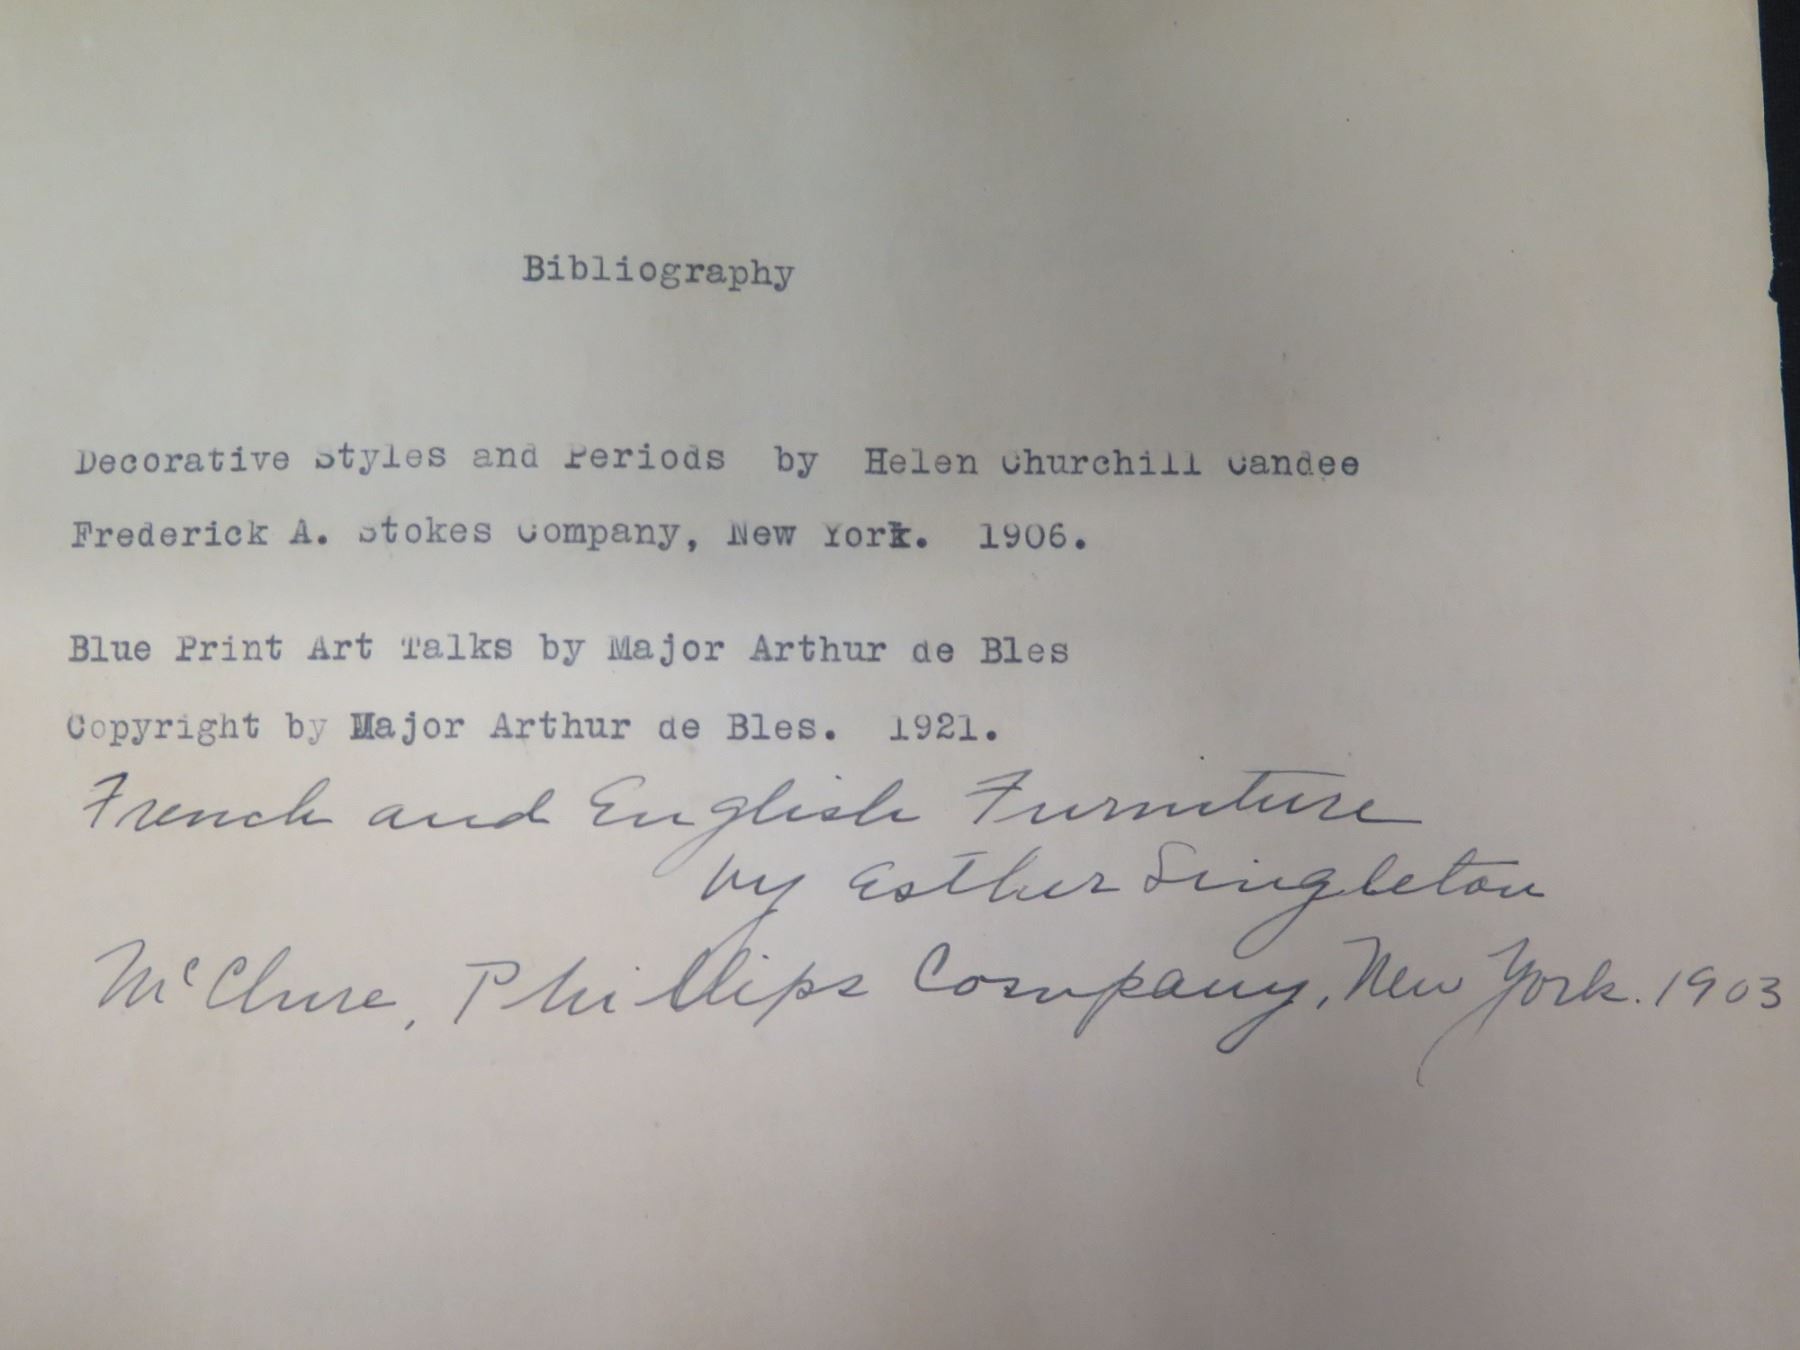 Bibliography
Decorative Styles and Periods by Helen Churchill Candee
Frederick A. Stokes Company, New York. 1906.
Blue Print Art Talks by Major Arthur de Bles
Copyright by Major Arthur de Bles. 1921.
French and English Furniture
by Esther Singleton
McClure, Phillips Company, New York. 1903